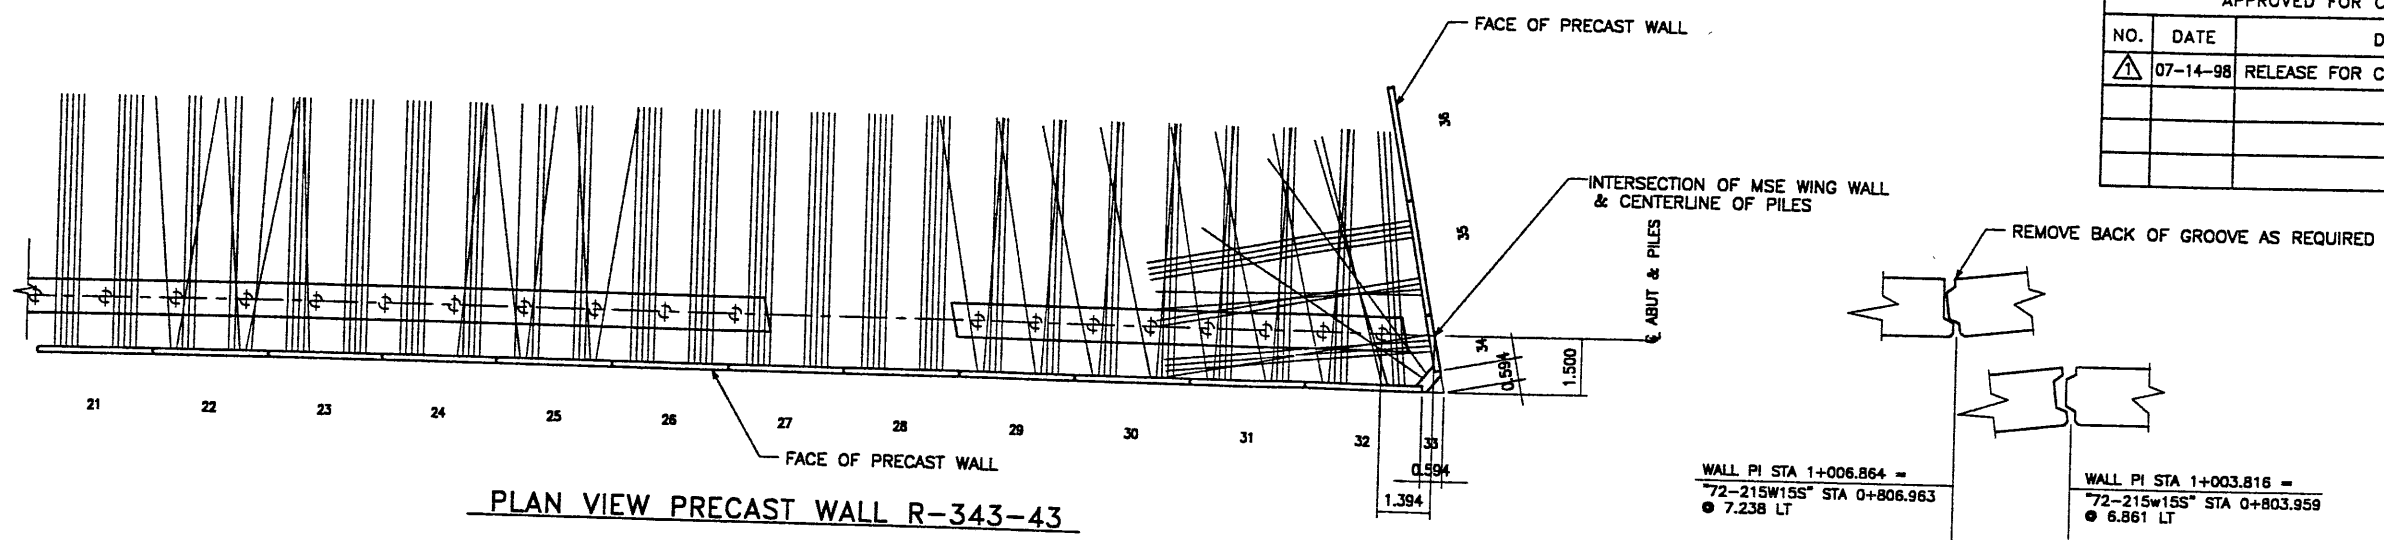 FACE OF PRECAST WALL
APPROVED FOR C
NO. DATE D
1 07-14-98 RELEASE FOR C
36
35
34
INTERSECTION OF MSE WING WALL
& CENTERLINE OF PILES
℄ ABUT & PILES
REMOVE BACK OF GROOVE AS REQUIRED
0.594
1.500
21 22 23 24 25 26 27 28 29 30 31 32 33
0.594
1.394
FACE OF PRECAST WALL
PLAN VIEW PRECAST WALL R-343-43
WALL PI STA 1+006.864 =
"72-215W15S" STA 0+806.963
@ 7.238 LT
WALL PI STA 1+003.816 =
"72-215w15S" STA 0+803.959
@ 6.861 LT